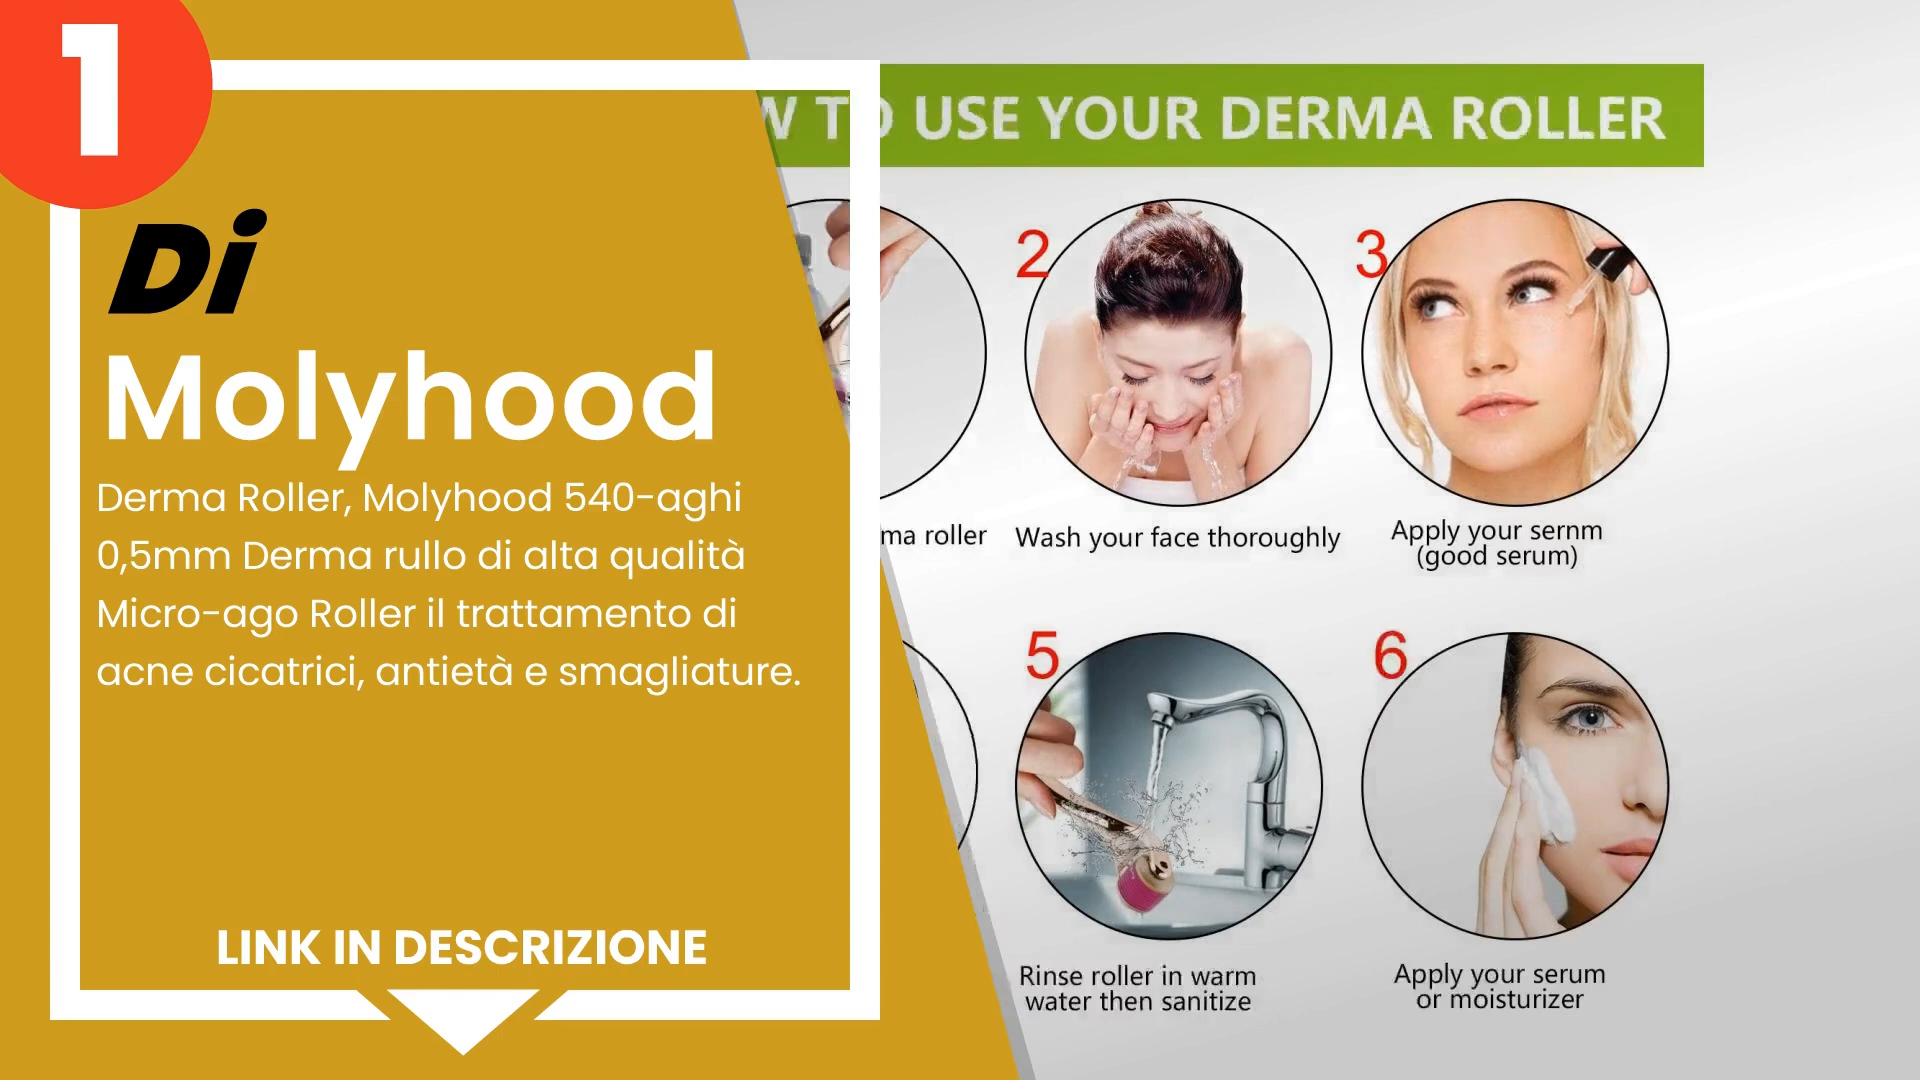 1
Di
Molyhood
Derma Roller, Molyhood 540-aghi
0,5mm Derma rullo di alta qualità
Micro-ago Roller il trattamento di
acne cicatrici, antietà e smagliature.
LINK IN DESCRIZIONE
W TO USE YOUR DERMA ROLLER
2
3
ma roller
Wash your face thoroughly
Apply your sernm
(good serum)
5
6
Rinse roller in warm
water then sanitize
Apply your serum
or moisturizer